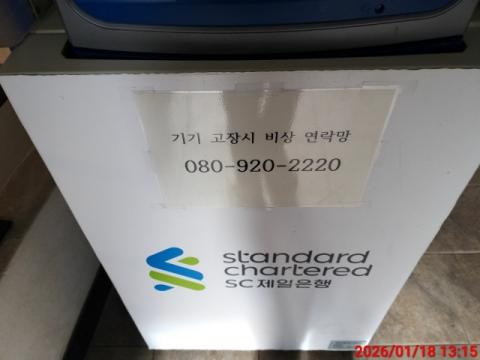 기기 고장시 비상 연락망
080-920-2220
standard
chartered
SC제일은행
2026/01/18 13:15